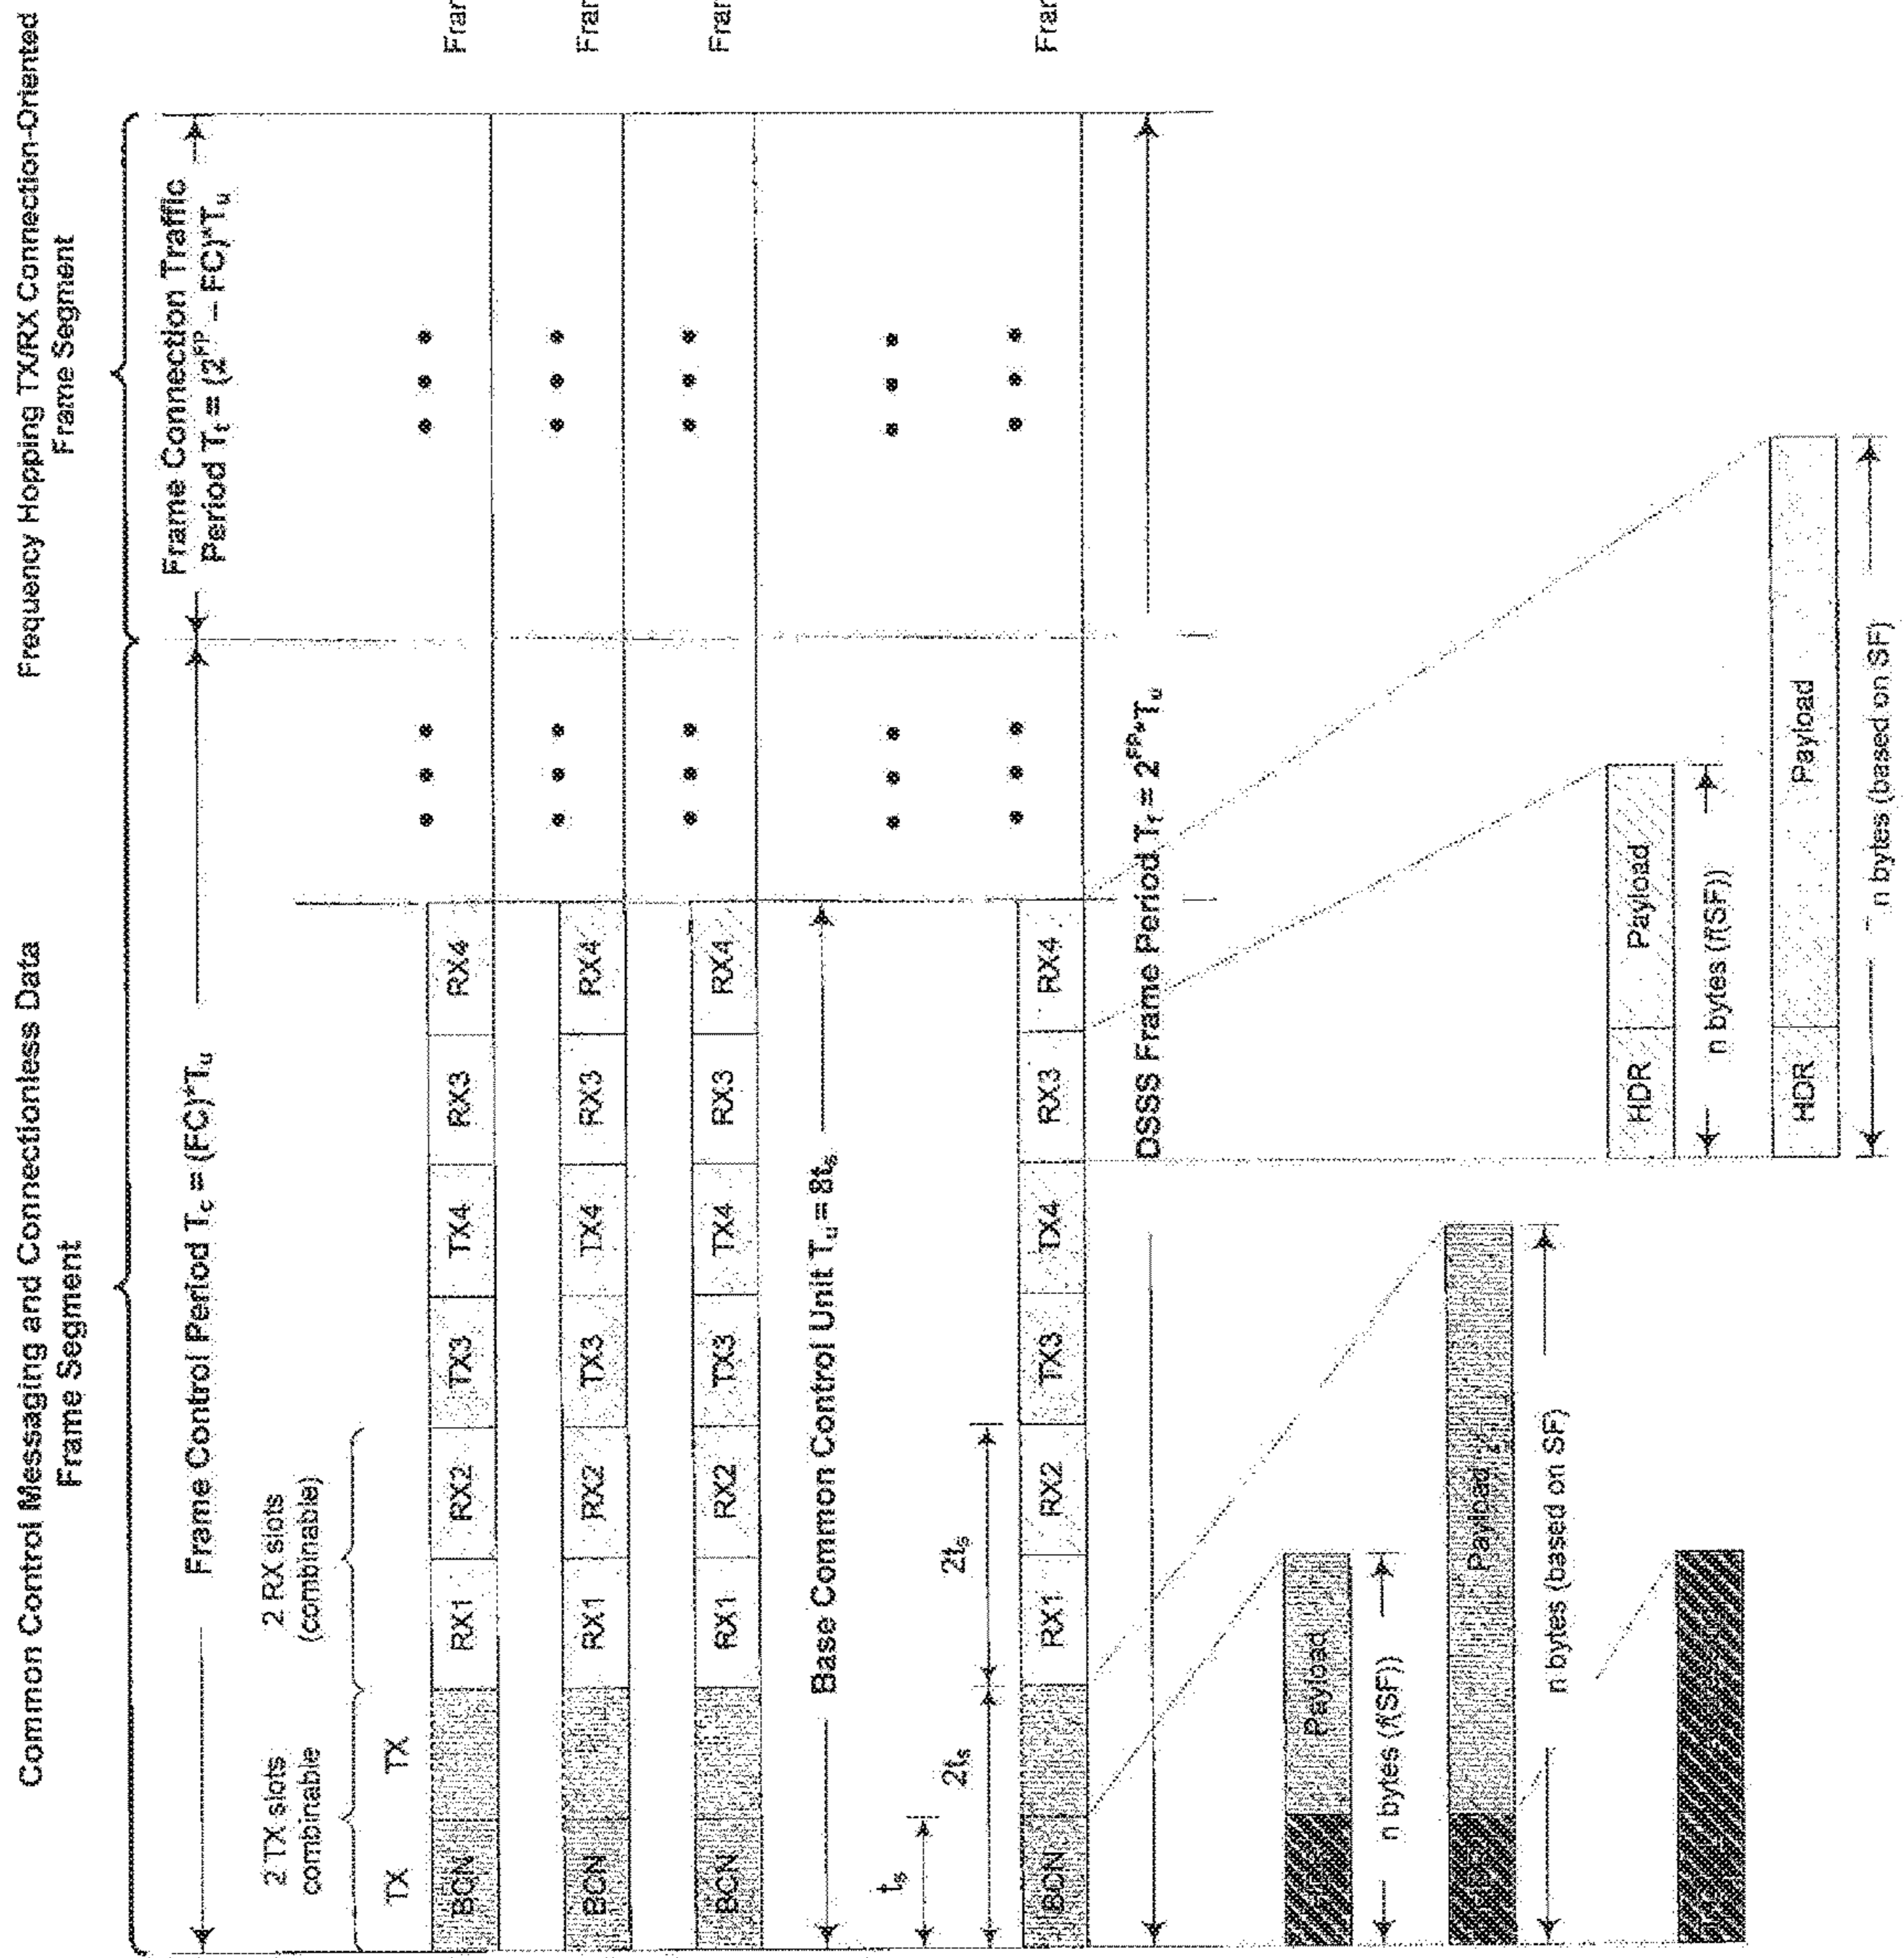 Common Control Messaging and Connectionless Data
Frame Segment
Frequency Hopping TX/RX Connection-Oriented
Frame Segment
Frame Control Period T_c = (FC)*T_u
Frame Connection Traffic
Period T_t = (2^FP – FC)*T_u
2 TX slots
combinable
2 RX slots
(combinable)
TX TX
BCN RX1 RX2 TX3 TX4 RX3 RX4 Fran
BCN RX1 RX2 TX3 TX4 RX3 RX4 Fran
BCN RX1 RX2 TX3 TX4 RX3 RX4 Fran
Base Common Control Unit T_u = 8t_s
t_s
2t_s 2t_s
BCN RX1 RX2 TX3 TX4 RX3 RX4 Fran
DSSS Frame Period T_f = 2^FP*T_u
Payload
n bytes (f(SF))
Payload
n bytes (based on SF)
HDR Payload
n bytes (f(SF))
HDR Payload
n bytes (based on SF)